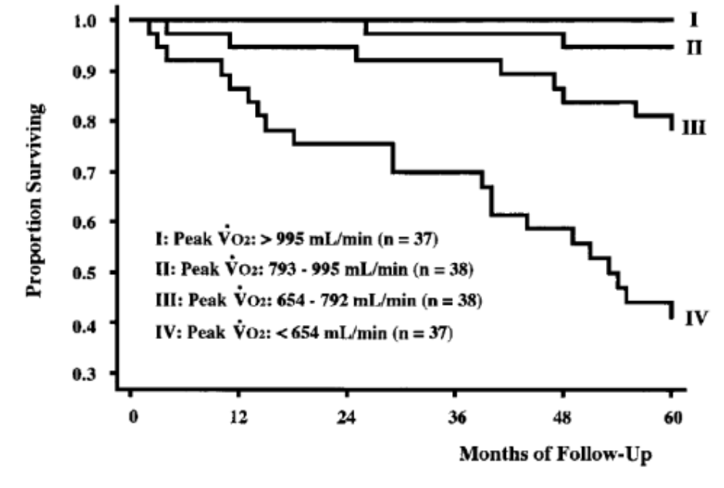 1.0
0.9
0.8
0.7
0.6
0.5
0.4
0.3
Proportion Surviving
I
II
III
IV
I: Peak V̇O2: > 995 mL/min (n = 37)
II: Peak V̇O2: 793 - 995 mL/min (n = 38)
III: Peak V̇O2: 654 - 792 mL/min (n = 38)
IV: Peak V̇O2: < 654 mL/min (n = 37)
0 12 24 36 48 60
Months of Follow-Up